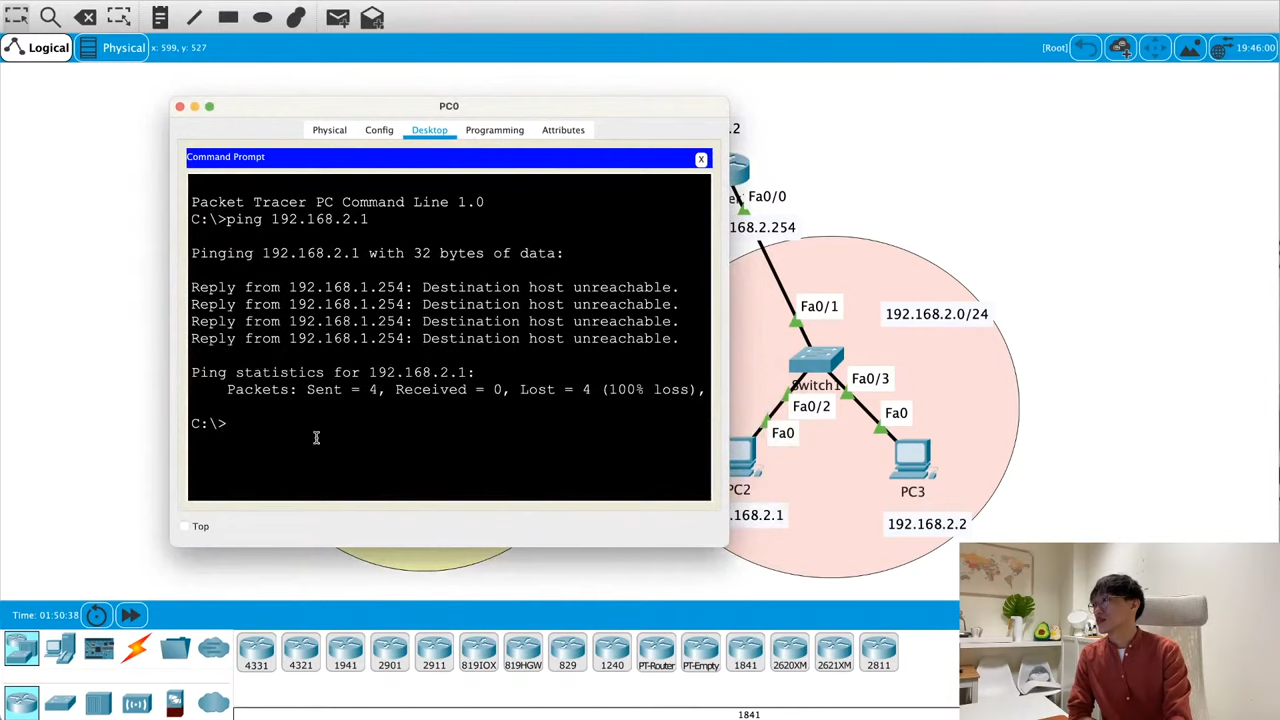 Logical
Physical
x: 599, y: 527
[Root]
19:46:00
PC0
Physical
Config
Desktop
Programming
Attributes
Command Prompt
X
Packet Tracer PC Command Line 1.0
C:\>ping 192.168.2.1
Pinging 192.168.2.1 with 32 bytes of data:
Reply from 192.168.1.254: Destination host unreachable.
Reply from 192.168.1.254: Destination host unreachable.
Reply from 192.168.1.254: Destination host unreachable.
Reply from 192.168.1.254: Destination host unreachable.
Ping statistics for 192.168.2.1:
Packets: Sent = 4, Received = 0, Lost = 4 (100% loss),
C:\>
Top
.2
Fa0/0
168.2.254
Fa0/1
192.168.2.0/24
Switch1
Fa0/3
Fa0/2
Fa0
Fa0
PC2
PC3
.168.2.1
192.168.2.2
Time: 01:50:38
4331
4321
1941
2901
2911
819IOX
819HGW
829
1240
PT-Router
PT-Empty
1841
2620XM
2621XM
2811
1841